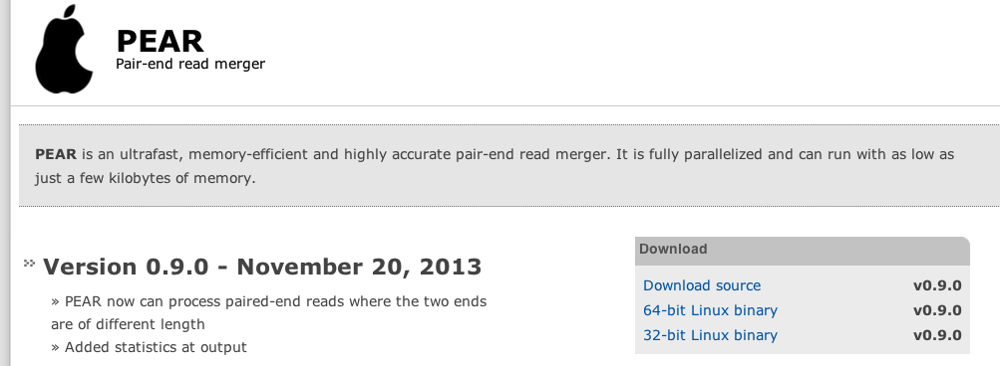 PEAR
Pair-end read merger
PEAR is an ultrafast, memory-efficient and highly accurate pair-end read merger. It is fully parallelized and can run with as low as
just a few kilobytes of memory.
Version 0.9.0 - November 20, 2013
» PEAR now can process paired-end reads where the two ends
are of different length
» Added statistics at output
Download
Download source v0.9.0
64-bit Linux binary v0.9.0
32-bit Linux binary v0.9.0